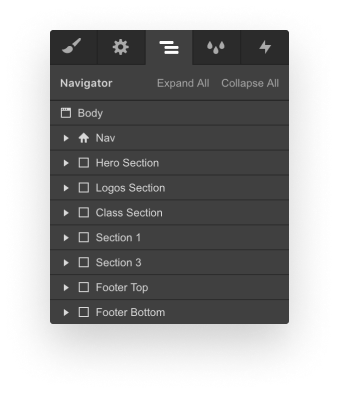 Navigator Expand All Collapse All
Body
Nav
Hero Section
Logos Section
Class Section
Section 1
Section 3
Footer Top
Footer Bottom